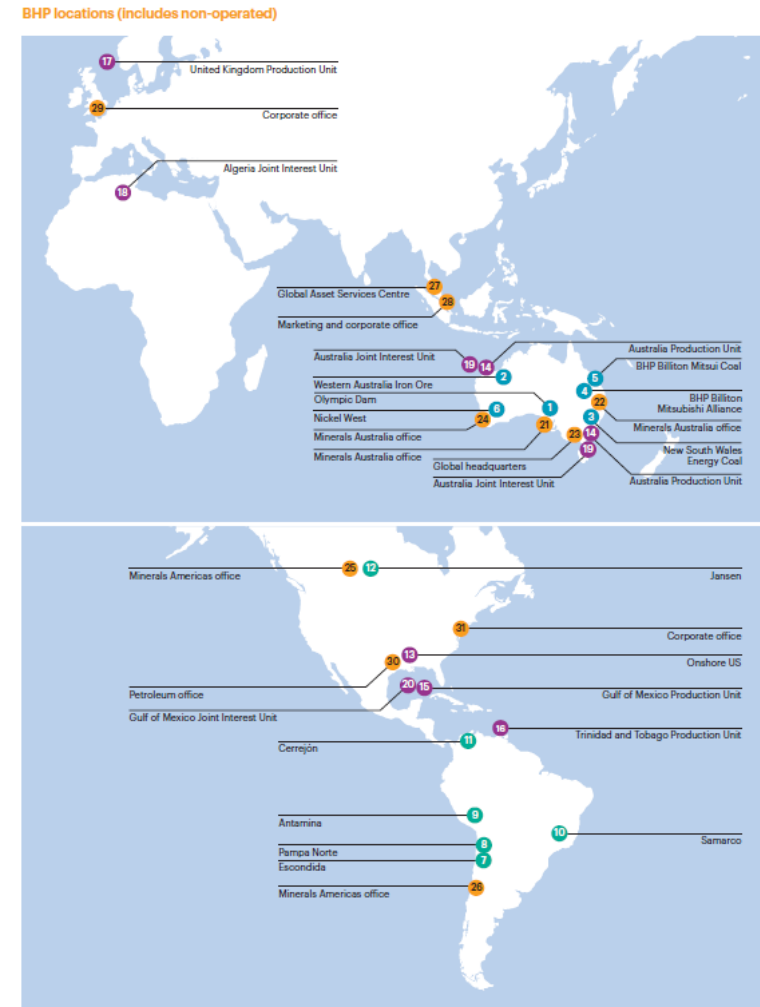 BHP locations (includes non-operated)
17
United Kingdom Production Unit
29
Corporate office
Algeria Joint Interest Unit
18
27
Global Asset Services Centre
28
Marketing and corporate office
Australia Production Unit
Australia Joint Interest Unit
19
14
BHP Billiton Mitsui Coal
5
2
Western Australia Iron Ore
4
BHP Billiton
Mitsubishi Alliance
Olympic Dam
22
6
1
Nickel West
24
3
21
Minerals Australia office
Minerals Australia office
23
14
New South Wales
Energy Coal
19
Minerals Australia office
Global headquarters
Australia Joint Interest Unit
Australia Production Unit
25
12
Minerals Americas office
Jansen
31
Corporate office
13
30
Onshore US
20
15
Petroleum office
Gulf of Mexico Production Unit
Gulf of Mexico Joint Interest Unit
16
Trinidad and Tobago Production Unit
11
Cerrejón
9
Antamina
10
Samarco
8
Pampa Norte
7
Escondida
26
Minerals Americas office